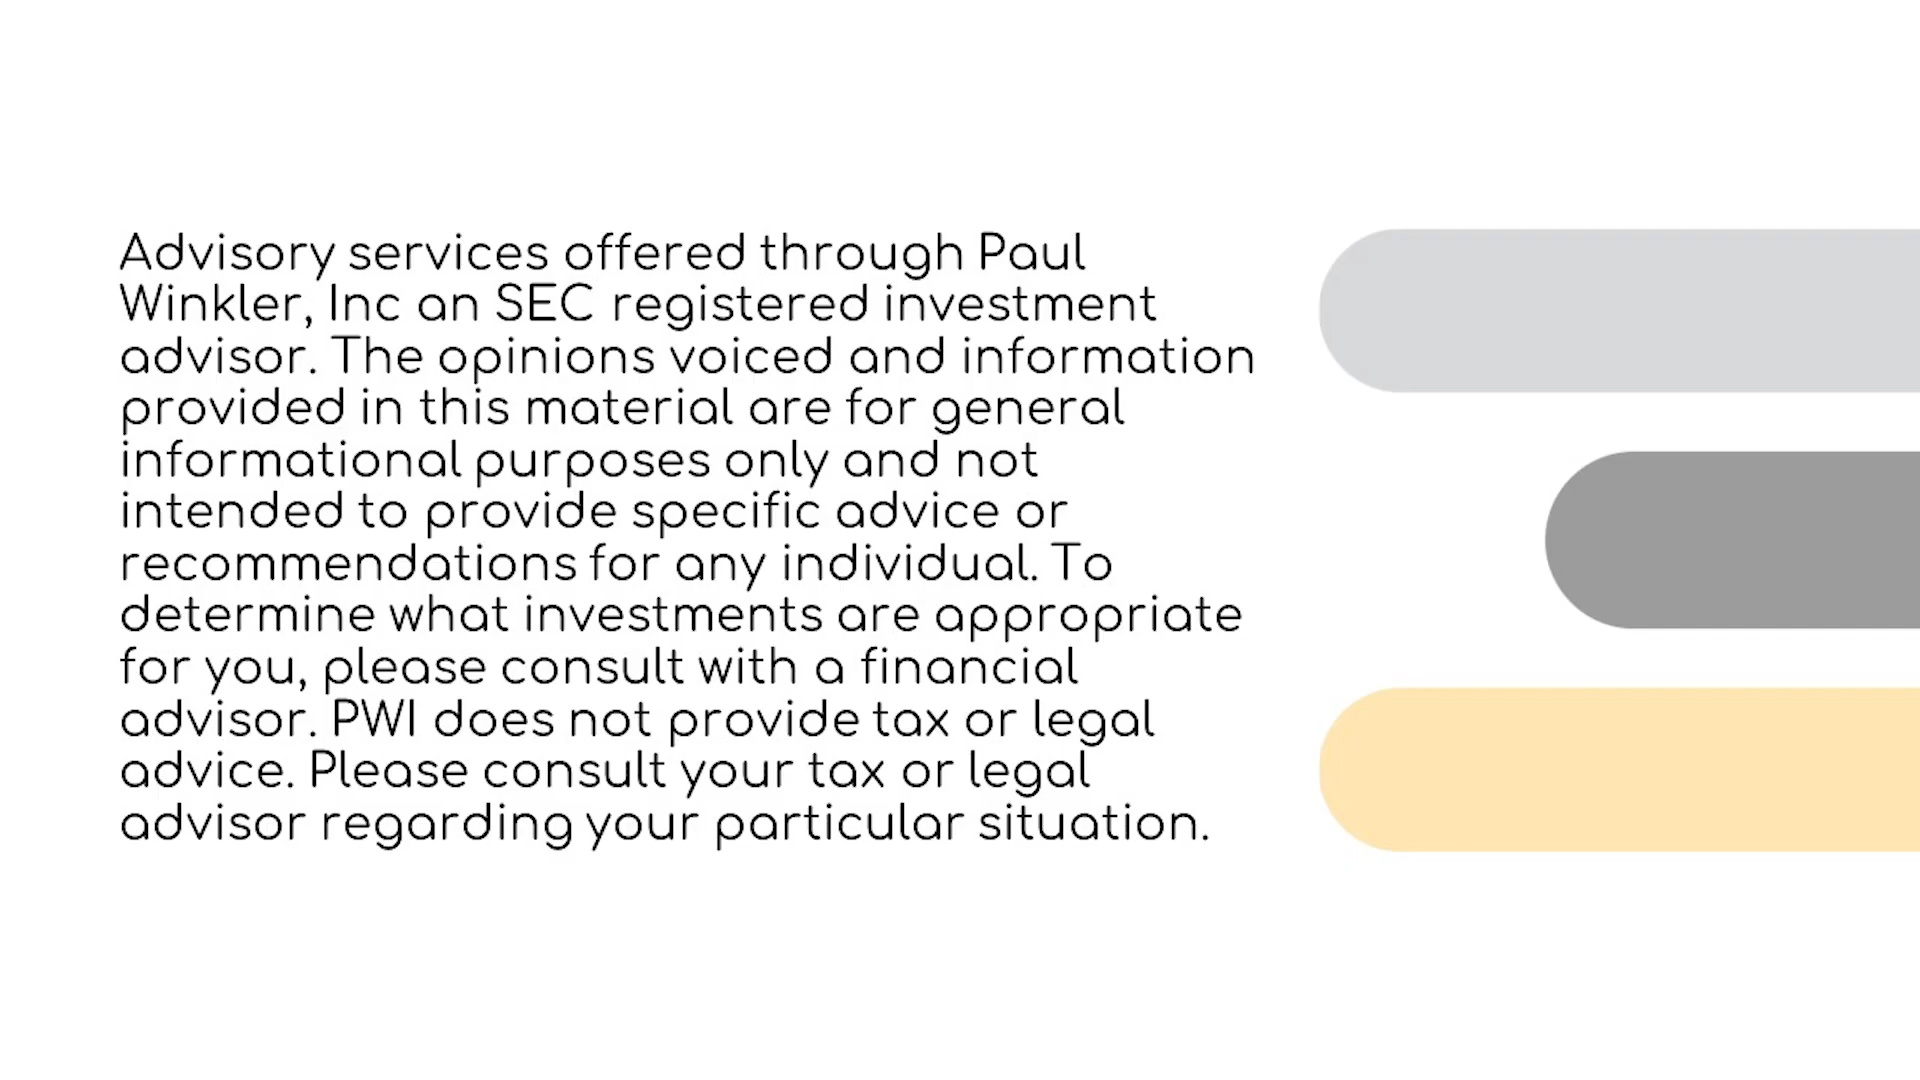 Advisory services offered through Paul
Winkler, Inc an SEC registered investment
advisor. The opinions voiced and information
provided in this material are for general
informational purposes only and not
intended to provide specific advice or
recommendations for any individual. To
determine what investments are appropriate
for you, please consult with a financial
advisor. PWI does not provide tax or legal
advice. Please consult your tax or legal
advisor regarding your particular situation.